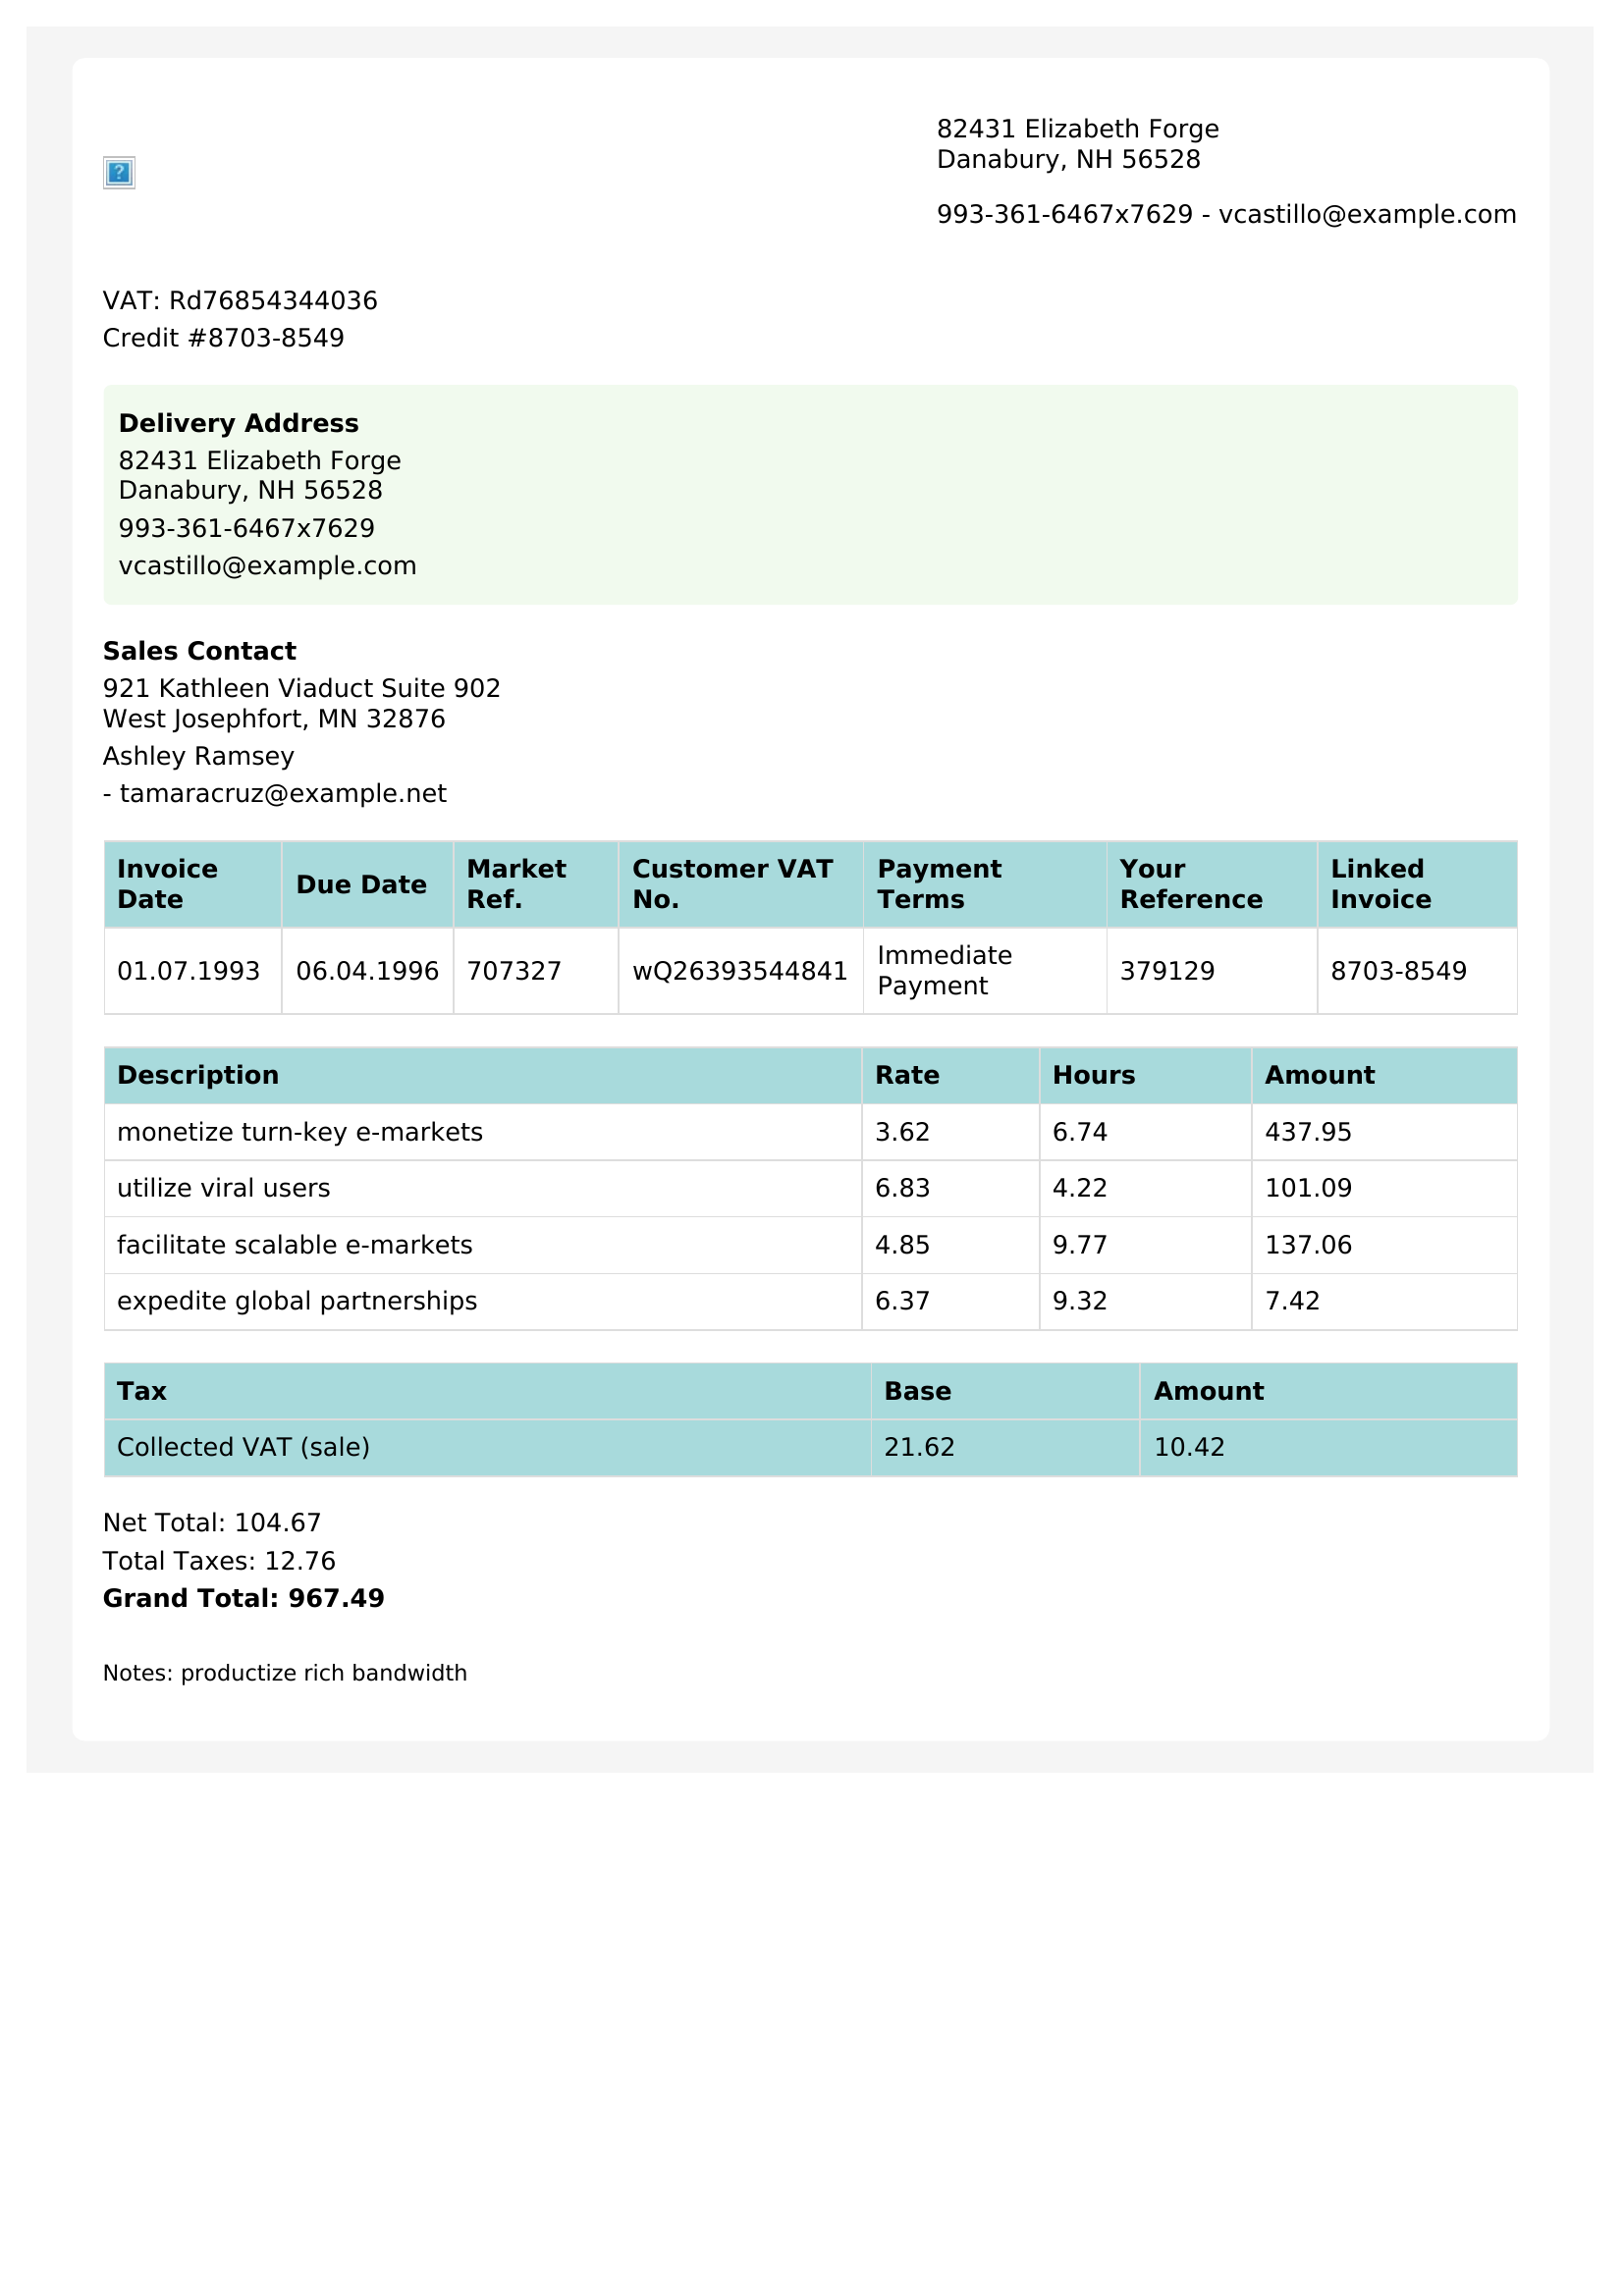 82431 Elizabeth Forge
Danabury, NH 56528
993-361-6467x7629 - vcastillo@example.com
VAT: Rd76854344036
Credit #8703-8549
Delivery Address
82431 Elizabeth Forge
Danabury, NH 56528
993-361-6467x7629
vcastillo@example.com
Sales Contact
921 Kathleen Viaduct Suite 902
West Josephfort, MN 32876
Ashley Ramsey
- tamaracruz@example.net
Invoice Date Due Date Market Ref. Customer VAT No. Payment Terms Your Reference Linked Invoice
01.07.1993 06.04.1996 707327 wQ26393544841 Immediate Payment 379129 8703-8549
Description Rate Hours Amount
monetize turn-key e-markets 3.62 6.74 437.95
utilize viral users 6.83 4.22 101.09
facilitate scalable e-markets 4.85 9.77 137.06
expedite global partnerships 6.37 9.32 7.42
Tax Base Amount
Collected VAT (sale) 21.62 10.42
Net Total: 104.67
Total Taxes: 12.76
Grand Total: 967.49
Notes: productize rich bandwidth